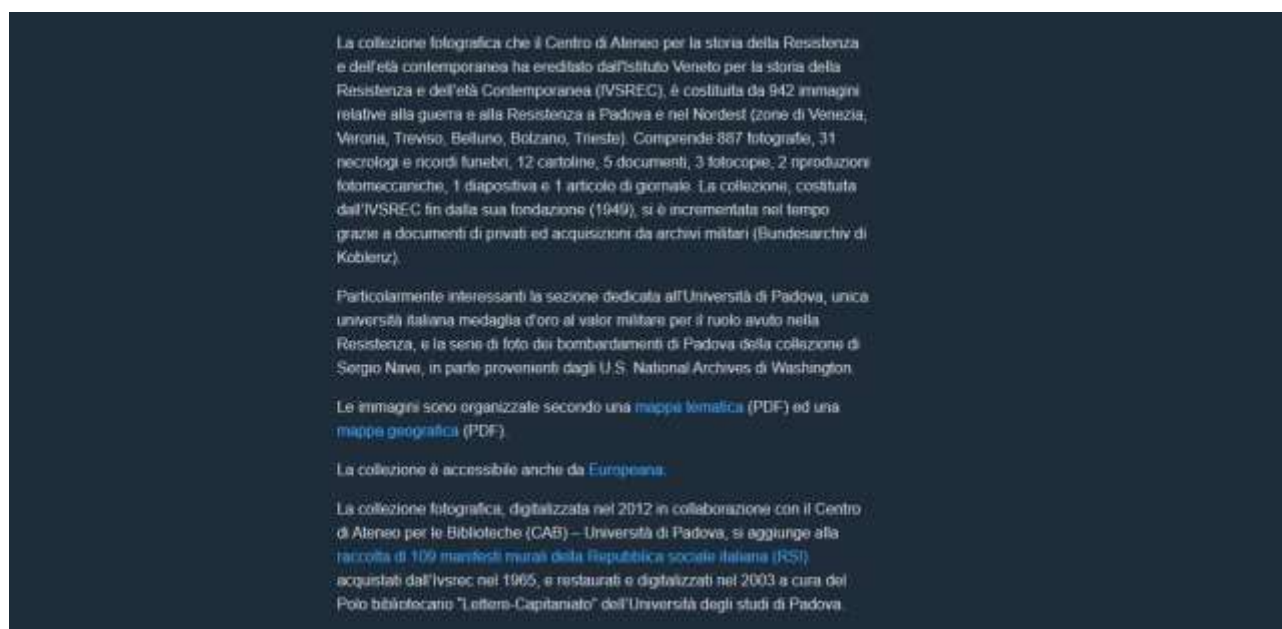 La collezione fotografica che il Centro di Ateneo per la storia della Resistenza
e dell'età contemporanea ha ereditato dall'Istituto Veneto per la storia della
Resistenza e dell'età Contemporanea (IVSREC), è costituita da 942 immagini
relative alla guerra e alla Resistenza a Padova e nel Nordest (zone di Venezia,
Verona, Treviso, Belluno, Bolzano, Trieste). Comprende 887 fotografie, 31
necrologi e ricordi funebri, 12 cartoline, 5 documenti, 3 fotocopie, 2 riproduzioni
fotomeccaniche, 1 diapositiva e 1 articolo di giornale. La collezione, costituita
dall'IVSREC fin dalla sua fondazione (1949), si è incrementata nel tempo
grazie a documenti di privati ed acquisizioni da archivi militari (Bundesarchiv di
Koblenz).
Particolarmente interessanti la sezione dedicata all'Università di Padova, unica
università italiana medaglia d'oro al valor militare per il ruolo avuto nella
Resistenza, e la serie di foto dei bombardamenti di Padova della collezione di
Sergio Nave, in parte provenienti dagli U.S. National Archives di Washington.
Le immagini sono organizzate secondo una mappa tematica (PDF) ed una
mappa geografica (PDF).
La collezione è accessibile anche da Europeana.
La collezione fotografica, digitalizzata nel 2012 in collaborazione con il Centro
di Ateneo per le Biblioteche (CAB) – Università di Padova, si aggiunge alla
raccolta di 109 manifesti murali della Repubblica sociale italiana (RSI)
acquistati dall'Ivsrec nel 1965, e restaurati e digitalizzati nel 2003 a cura del
Polo bibliotecario "Lettere-Capitaniato" dell'Università degli studi di Padova.